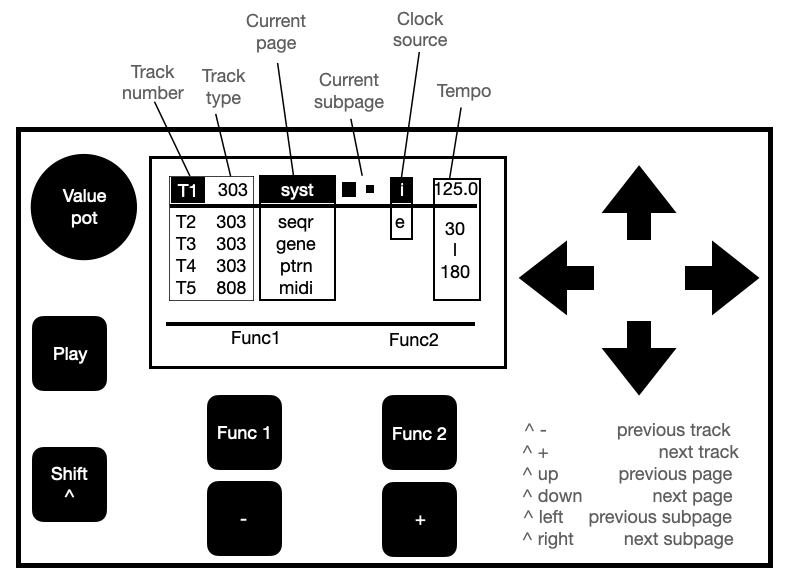 Current
page
Clock
source
Track
number
Track
type
Current
subpage
Tempo
Value
pot
T1 303 syst i 125.0
T2 303 seqr e 30
T3 303 gene I
T4 303 ptrn 180
T5 808 midi
Func1 Func2
Play
Func 1 Func 2
Shift
^
- +
^ - previous track
^ + next track
^ up previous page
^ down next page
^ left previous subpage
^ right next subpage